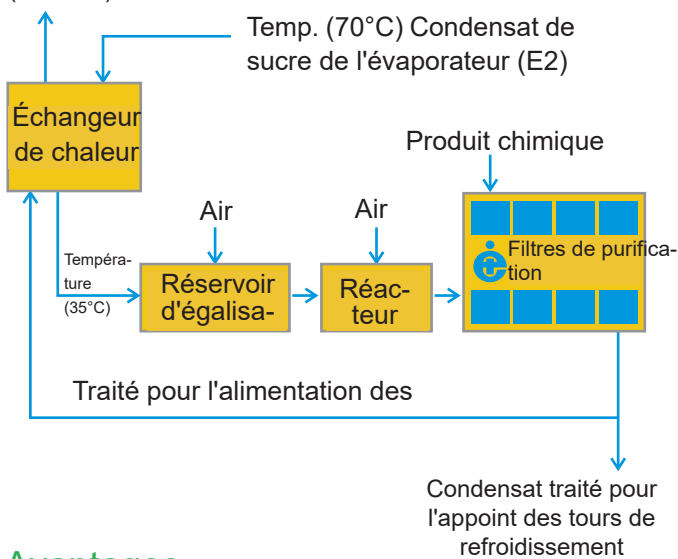 Temp. (70°C) Condensat de
sucre de l'évaporateur (E2)
Échangeur
de chaleur
Produit chimique
Air
Air
Tempéra-
ture
(35°C)
Réservoir
d'égalisa-
Réac-
teur
Filtres de purifica-
tion
Traité pour l'alimentation des
Condensat traité pour
l'appoint des tours de
refroidissement